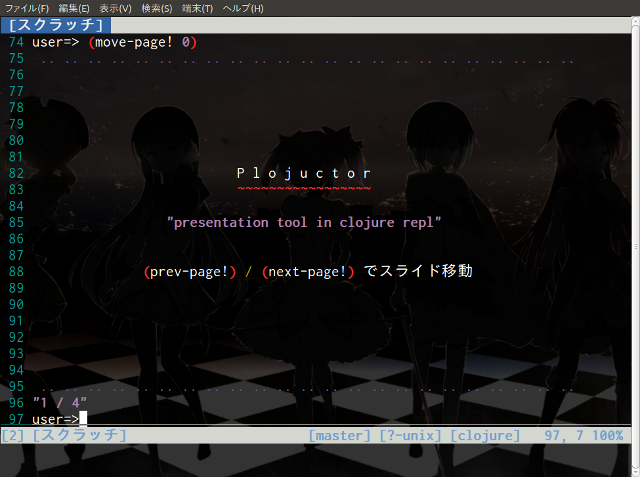 ファイル(F) 編集(E) 表示(V) 検索(S) 端末(T) ヘルプ(H)
[スクラッチ]
74 user=> (move-page! 0)
75 .. .. .. .. .. .. .. .. .. .. .. .. .. .. .. .. .. .. .. .. .. .. ..
76
77
78
79
80
81
82 P l o j u c t o r
83 ~~~~~~~~~~~~~~~~~
84
85 "presentation tool in clojure repl"
86
87
88 (prev-page!) / (next-page!) でスライド移動
89
90
91
92
93
94
95 .. .. .. .. .. .. .. .. .. .. .. .. .. .. .. .. .. .. .. .. .. .. ..
96 "1 / 4"
97 user=>
[2] [スクラッチ] [master] [?-unix] [clojure] 97, 7 100%